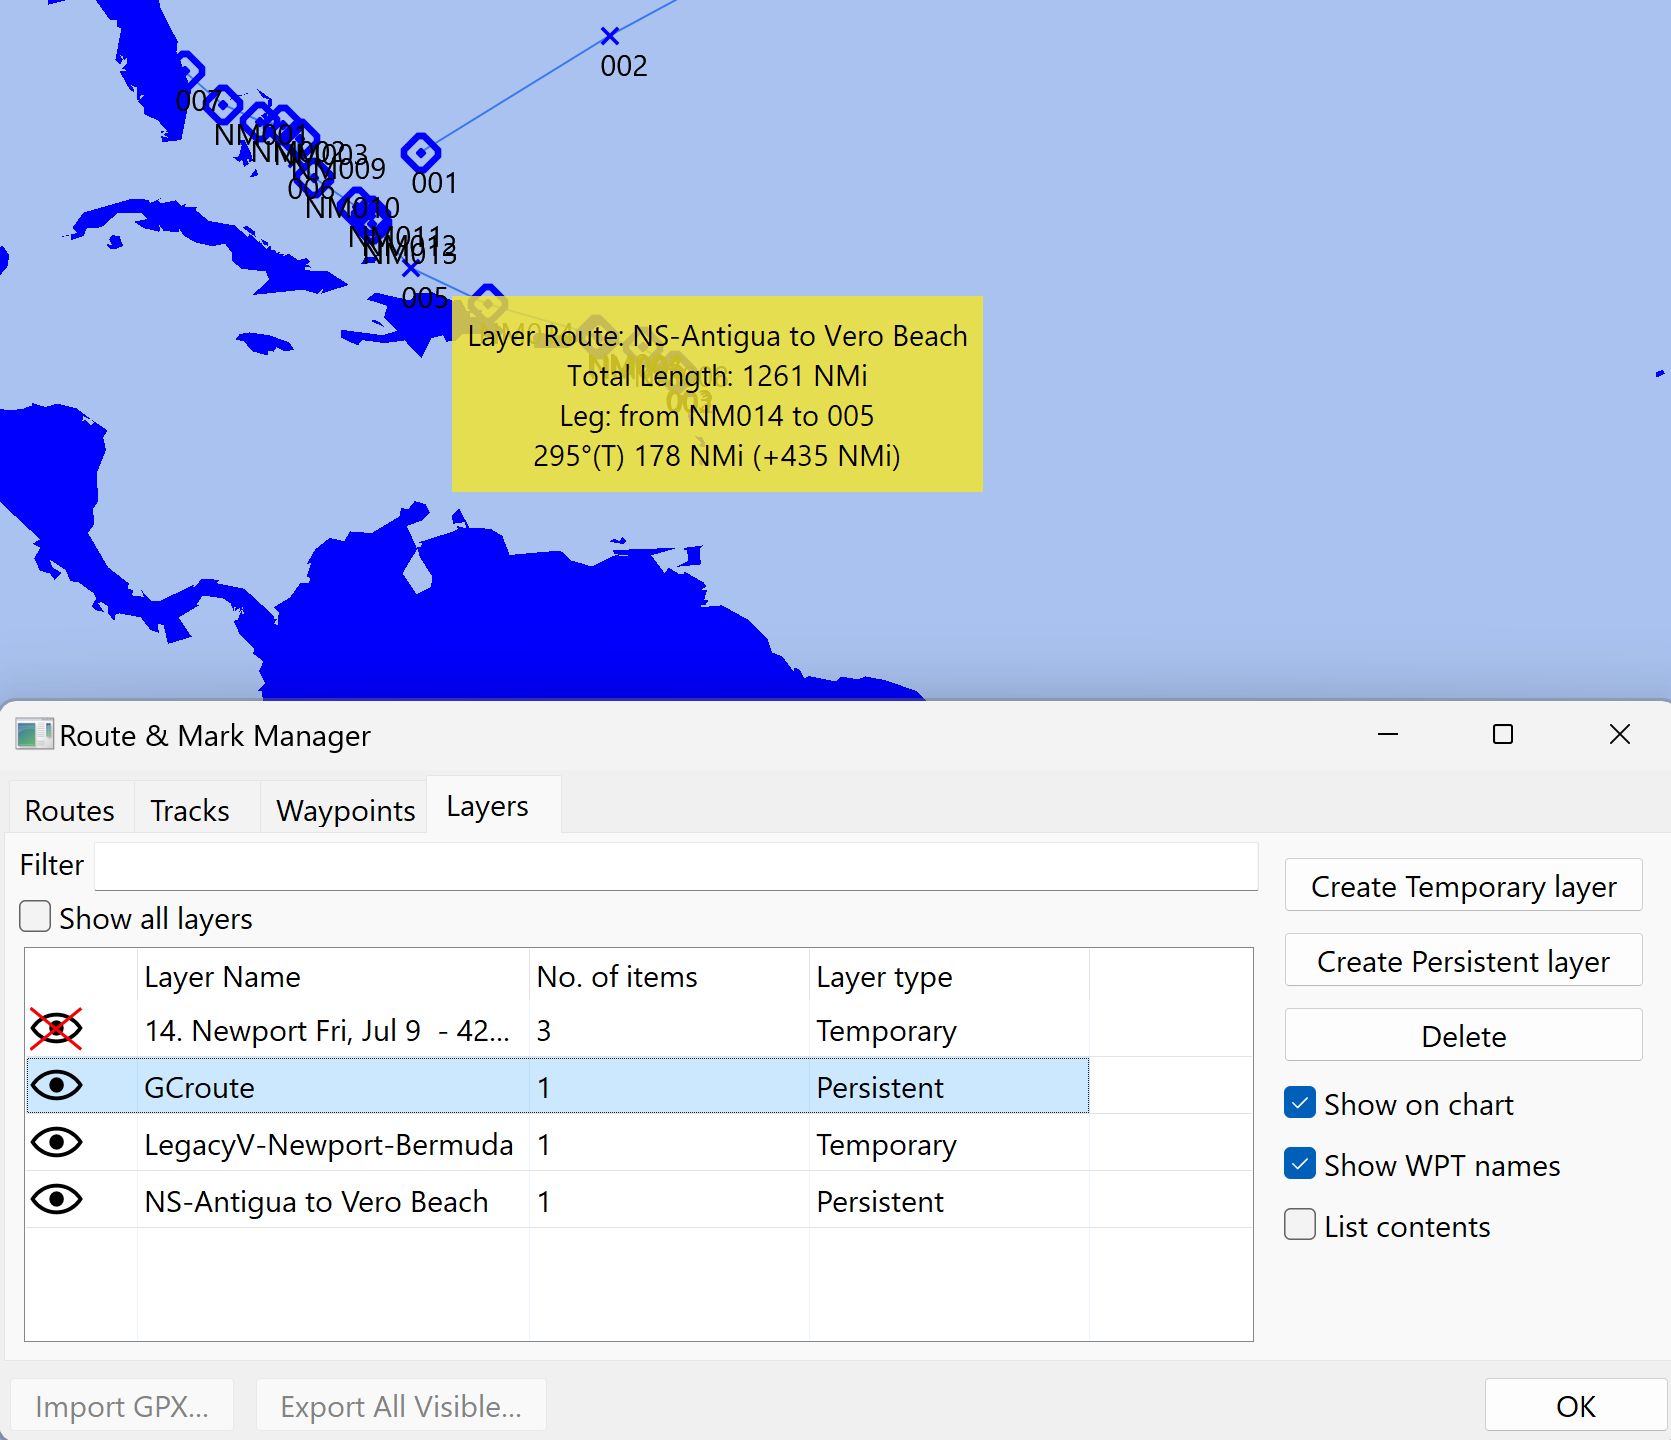 002
007
NM001
NM002
NM003
NM009
001
006
NM010
NM011
NM012
NM013
005
NM014
Layer Route: NS-Antigua to Vero Beach
Total Length: 1261 NMi
003
Leg: from NM014 to 005
295°(T) 178 NMi (+435 NMi)
Route & Mark Manager
Routes
Tracks
Waypoints
Layers
Filter
Show all layers
Create Temporary layer
Create Persistent layer
Delete
Show on chart
Show WPT names
List contents
Layer Name No. of items Layer type
14. Newport Fri, Jul 9 - 42... 3 Temporary
GCroute 1 Persistent
LegacyV-Newport-Bermuda 1 Temporary
NS-Antigua to Vero Beach 1 Persistent
Import GPX...
Export All Visible...
OK